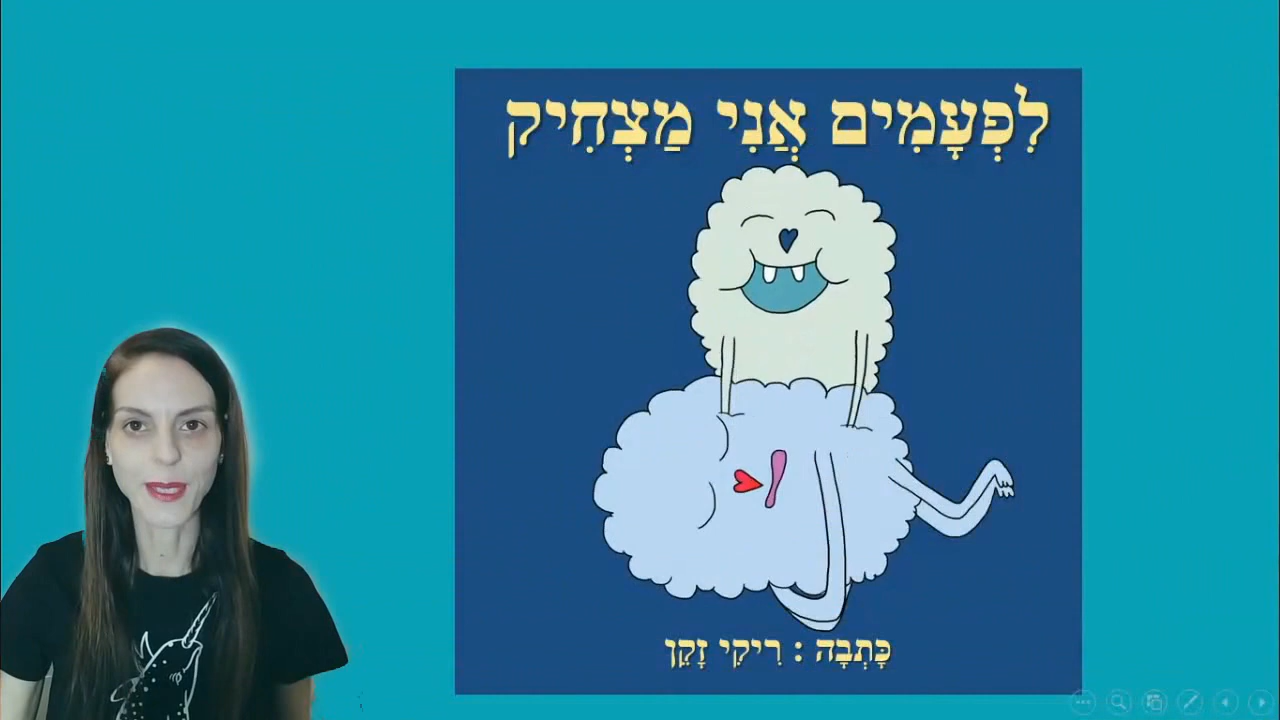 לִפְעָמִים אֲנִי מַצְחִיק
כָּתְבָה : רִיקִי זָקֵן